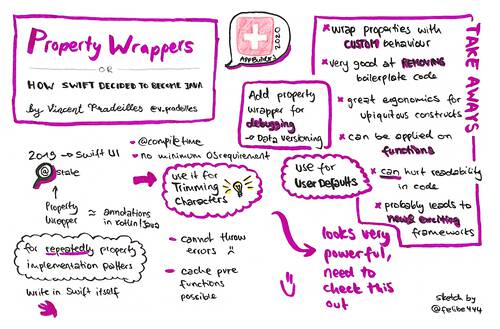 Property Wrappers
OR
HOW SWIFT DECIDED TO BECOME JAVA
by Vincent Pradeilles @v_pradeilles
APPBUILDERS
2020
Add property
wrapper for
debugging
→ Data versioning
TAKE AWAYS
* wrap properties with
CUSTOM behaviour
* very good at REMOVING
boilerplate code
* great ergonomics for
ubiquitous constructs
* can be applied on
functions
* can hurt readability
in code
* probably leads to
new & exciting
frameworks
2019 → Swift UI
@State
Property
Wrapper
≈ annotations
in Kotlin/Java
for repeatedly property
implementation patters
write in Swift itself
- @compile time
- no minimum OS requirement
use it for
Trimming
Characters
- cannot throw
errors
- cache pure
functions
possible
use for
User Defaults
looks very
powerful,
need to
check this
out
sketch by
@felibe444